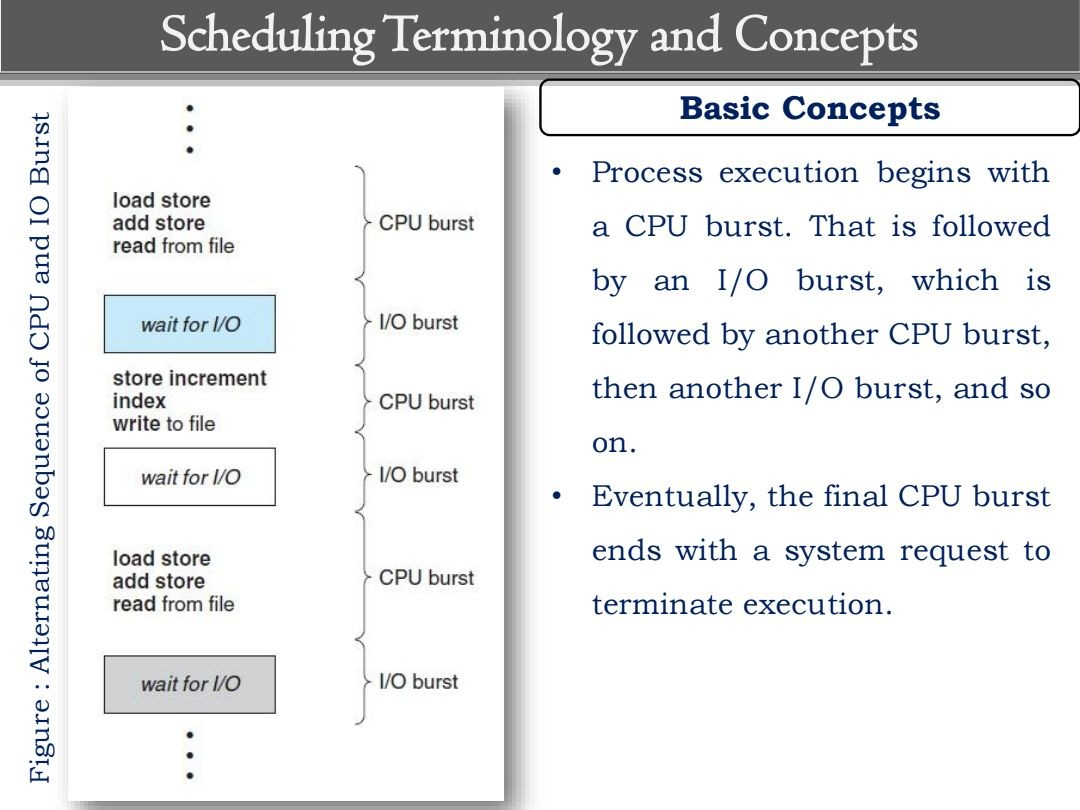 Scheduling Terminology and Concepts
Figure : Alternating Sequence of CPU and IO Burst
load store
add store
read from file
CPU burst
wait for I/O
I/O burst
store increment
index
write to file
CPU burst
wait for I/O
I/O burst
load store
add store
read from file
CPU burst
wait for I/O
I/O burst
Basic Concepts
• Process execution begins with
a CPU burst. That is followed
by an I/O burst, which is
followed by another CPU burst,
then another I/O burst, and so
on.
• Eventually, the final CPU burst
ends with a system request to
terminate execution.